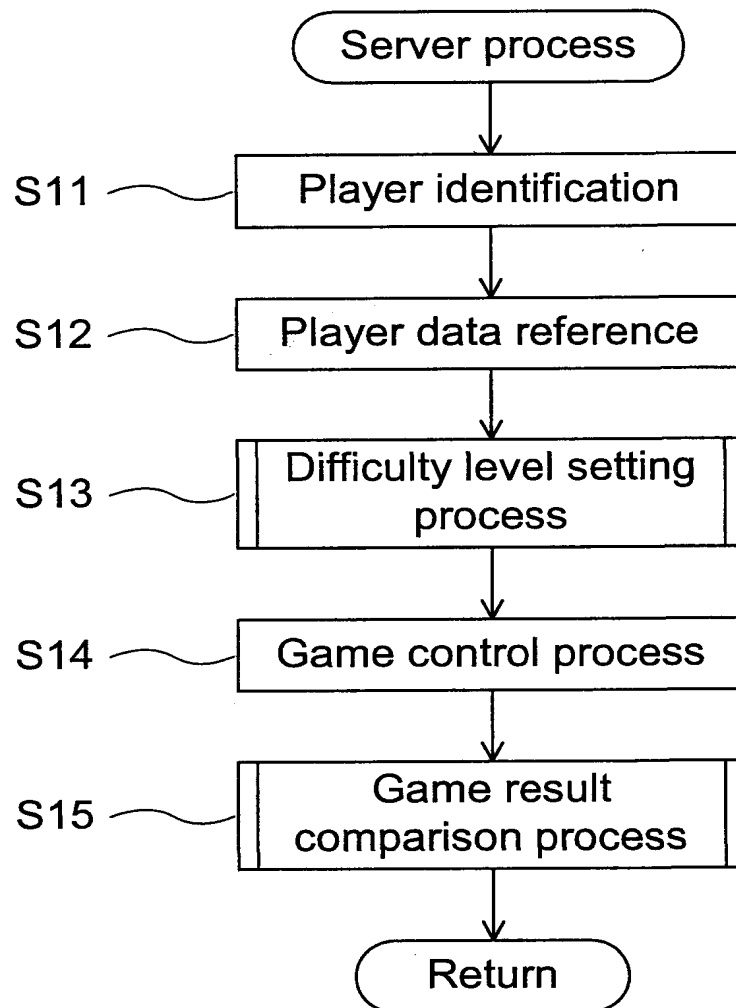 Server process
S11
Player identification
S12
Player data reference
S13
Difficulty level setting
process
S14
Game control process
S15
Game result
comparison process
Return